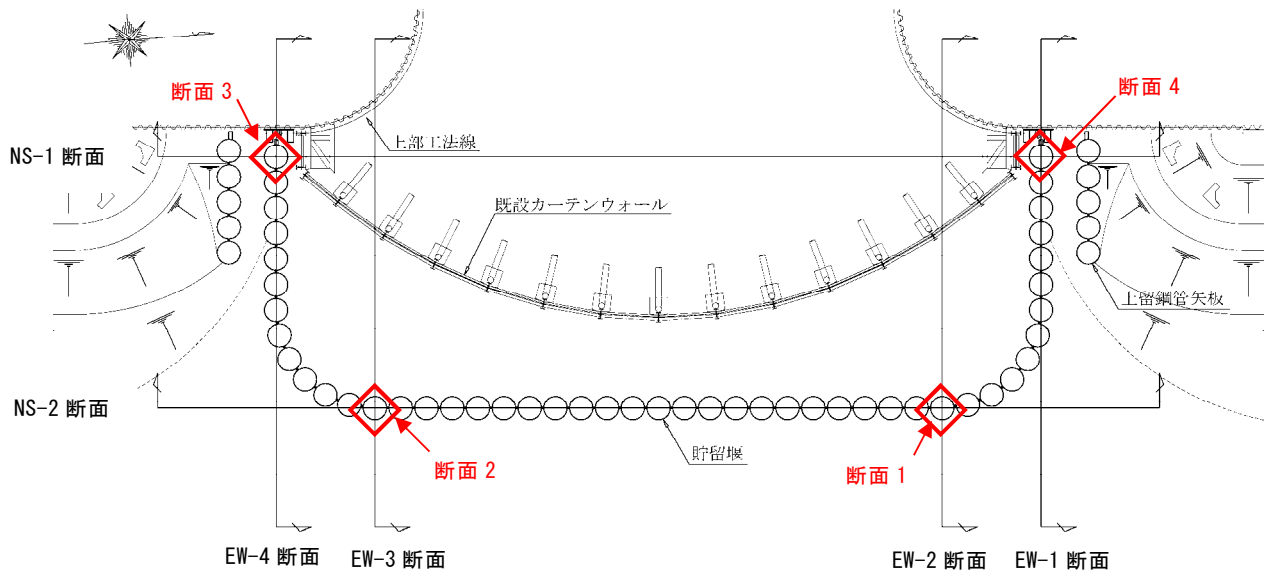 断面 3
断面 4
上部工法線
NS-1 断面
既設カーテンウォール
土留鋼管矢板
NS-2 断面
貯留堰
断面 2
断面 1
EW-4 断面
EW-3 断面
EW-2 断面
EW-1 断面